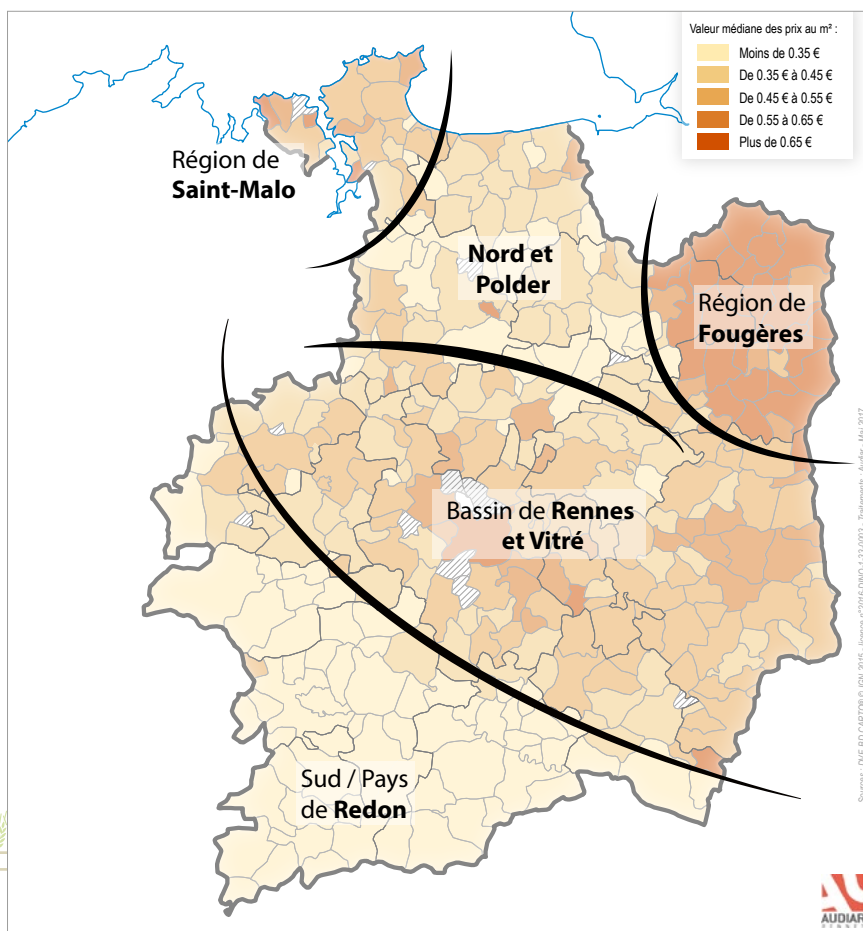 Valeur médiane des prix au m² :
Moins de 0.35 €
De 0.35 € à 0.45 €
De 0.45 € à 0.55 €
De 0.55 € à 0.65 €
Plus de 0.65 €
Région de
Saint-Malo
Nord et
Polder
Région de
Fougères
Bassin de Rennes
et Vitré
Sud / Pays
de Redon
AUDIAR